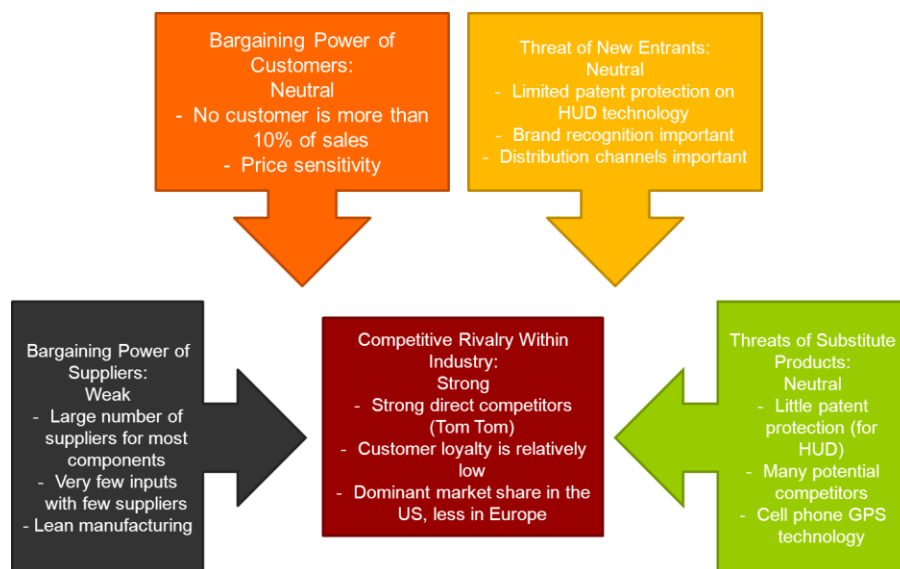 Bargaining Power of
Customers:
Neutral
- No customer is more than
10% of sales
- Price sensitivity
Threat of New Entrants:
Neutral
- Limited patent protection on
HUD technology
- Brand recognition important
- Distribution channels important
Bargaining Power of
Suppliers:
Weak
- Large number of
suppliers for most
components
- Very few inputs
with few suppliers
- Lean manufacturing
Competitive Rivalry Within
Industry:
Strong
- Strong direct competitors
(Tom Tom)
- Customer loyalty is relatively
low
- Dominant market share in the
US, less in Europe
Threats of Substitute
Products:
Neutral
- Little patent
protection (for
HUD)
- Many potential
competitors
- Cell phone GPS
technology